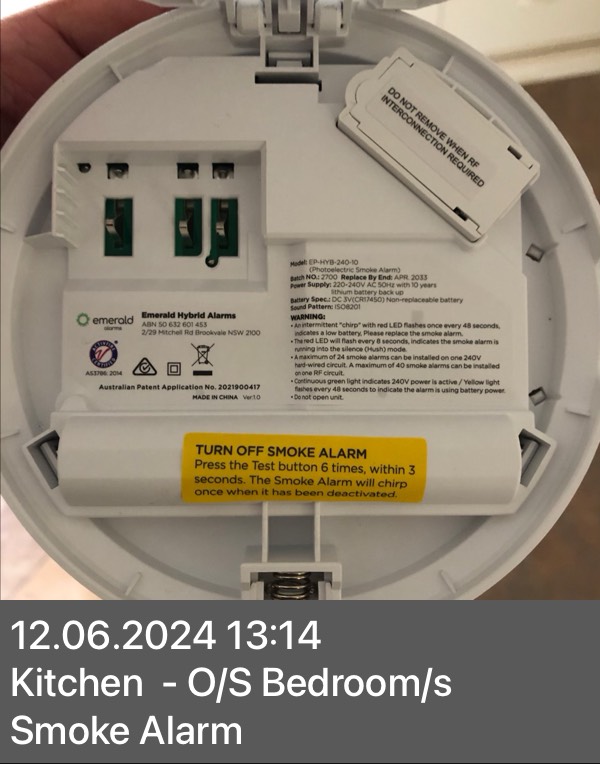 DO NOT REMOVE WHEN RF
INTERCONNECTION REQUIRED
Model: EP-HYB-240-10
(Photoelectric Smoke Alarm)
Batch NO.: 2700 Replace By End: APR. 2033
Power Supply: 220-240V AC 50Hz with 10 years
lithium battery back up
Battery Spec.: DC 3V(CR17450) Non-replaceable battery
Sound Pattern: ISO8201
WARNING:
• An intermittent "chirp" with red LED flashes once every 48 seconds,
indicates a low battery, Please replace the smoke alarm.
• The red LED will flash every 8 seconds, indicates the smoke alarm is
running into the silence (Hush) mode.
• A maximum of 24 smoke alarms can be installed on one 240V
hard-wired circuit. A maximum of 40 smoke alarms can be installed
on one RF circuit.
• Continuous green light indicates 240V power is active / Yellow light
flashes every 48 seconds to indicate the alarm is using battery power.
• Do not open unit.
emerald
alarms
Emerald Hybrid Alarms
ABN 50 632 601 453
2/29 Mitchell Rd Brookvale NSW 2100
AS3786: 2014
Australian Patent Application No. 2021900417
MADE IN CHINA Ver:1.0
TURN OFF SMOKE ALARM
Press the Test button 6 times, within 3
seconds. The Smoke Alarm will chirp
once when it has been deactivated.
12.06.2024 13:14
Kitchen - O/S Bedroom/s
Smoke Alarm